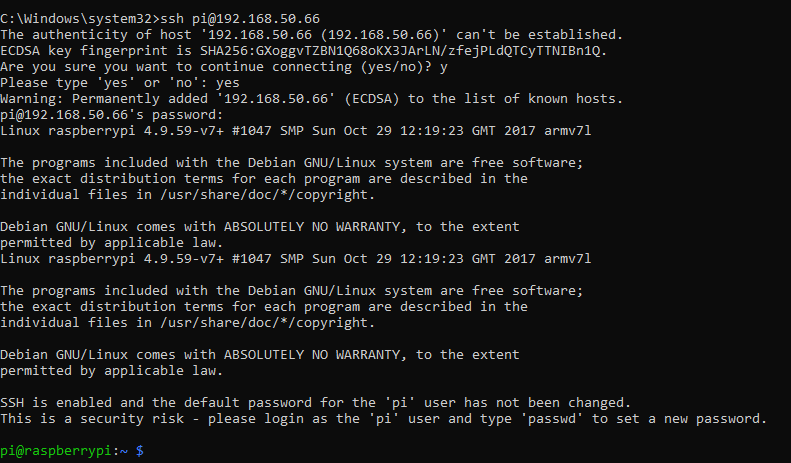 C:\Windows\system32>ssh pi@192.168.50.66
The authenticity of host '192.168.50.66 (192.168.50.66)' can't be established.
ECDSA key fingerprint is SHA256:GXoggvTZBN1Q68oKX3JArLN/zfejPLdQTCyTTNIBn1Q.
Are you sure you want to continue connecting (yes/no)? y
Please type 'yes' or 'no': yes
Warning: Permanently added '192.168.50.66' (ECDSA) to the list of known hosts.
pi@192.168.50.66's password:
Linux raspberrypi 4.9.59-v7+ #1047 SMP Sun Oct 29 12:19:23 GMT 2017 armv7l
The programs included with the Debian GNU/Linux system are free software;
the exact distribution terms for each program are described in the
individual files in /usr/share/doc/*/copyright.
Debian GNU/Linux comes with ABSOLUTELY NO WARRANTY, to the extent
permitted by applicable law.
Linux raspberrypi 4.9.59-v7+ #1047 SMP Sun Oct 29 12:19:23 GMT 2017 armv7l
The programs included with the Debian GNU/Linux system are free software;
the exact distribution terms for each program are described in the
individual files in /usr/share/doc/*/copyright.
Debian GNU/Linux comes with ABSOLUTELY NO WARRANTY, to the extent
permitted by applicable law.
SSH is enabled and the default password for the 'pi' user has not been changed.
This is a security risk - please login as the 'pi' user and type 'passwd' to set a new password.
pi@raspberrypi:~ $